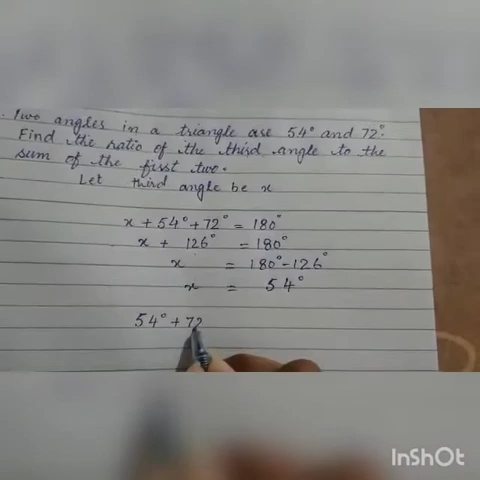 . Two angles in a triangle are 54° and 72°.
Find the ratio of the third angle to the
sum of the first two.
Let third angle be x
x + 54° + 72° = 180°
x + 126° = 180°
x = 180° - 126°
x = 54°
54° + 72
InShOt